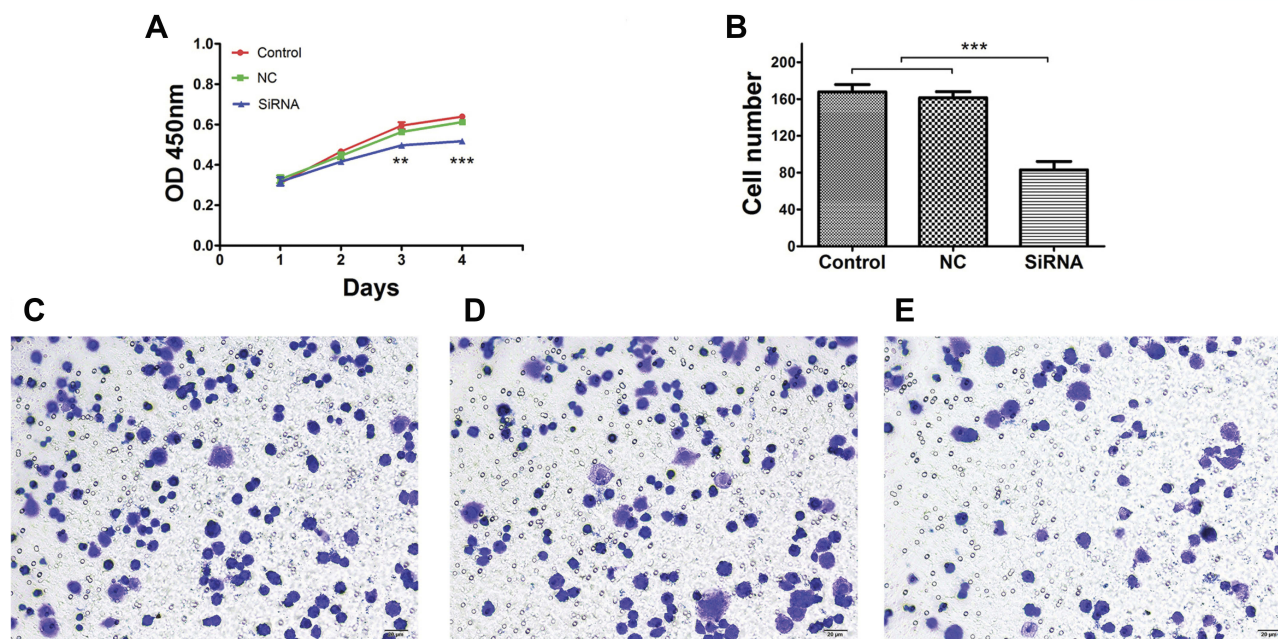 A
1.0
0.8
0.6
0.4
0.2
0.0
OD 450nm
Control
NC
SiRNA
**
***
0
1
2
3
4
Days
B
200
160
120
80
40
0
Cell number
***
Control
NC
SiRNA
C
D
E
20 μm
20